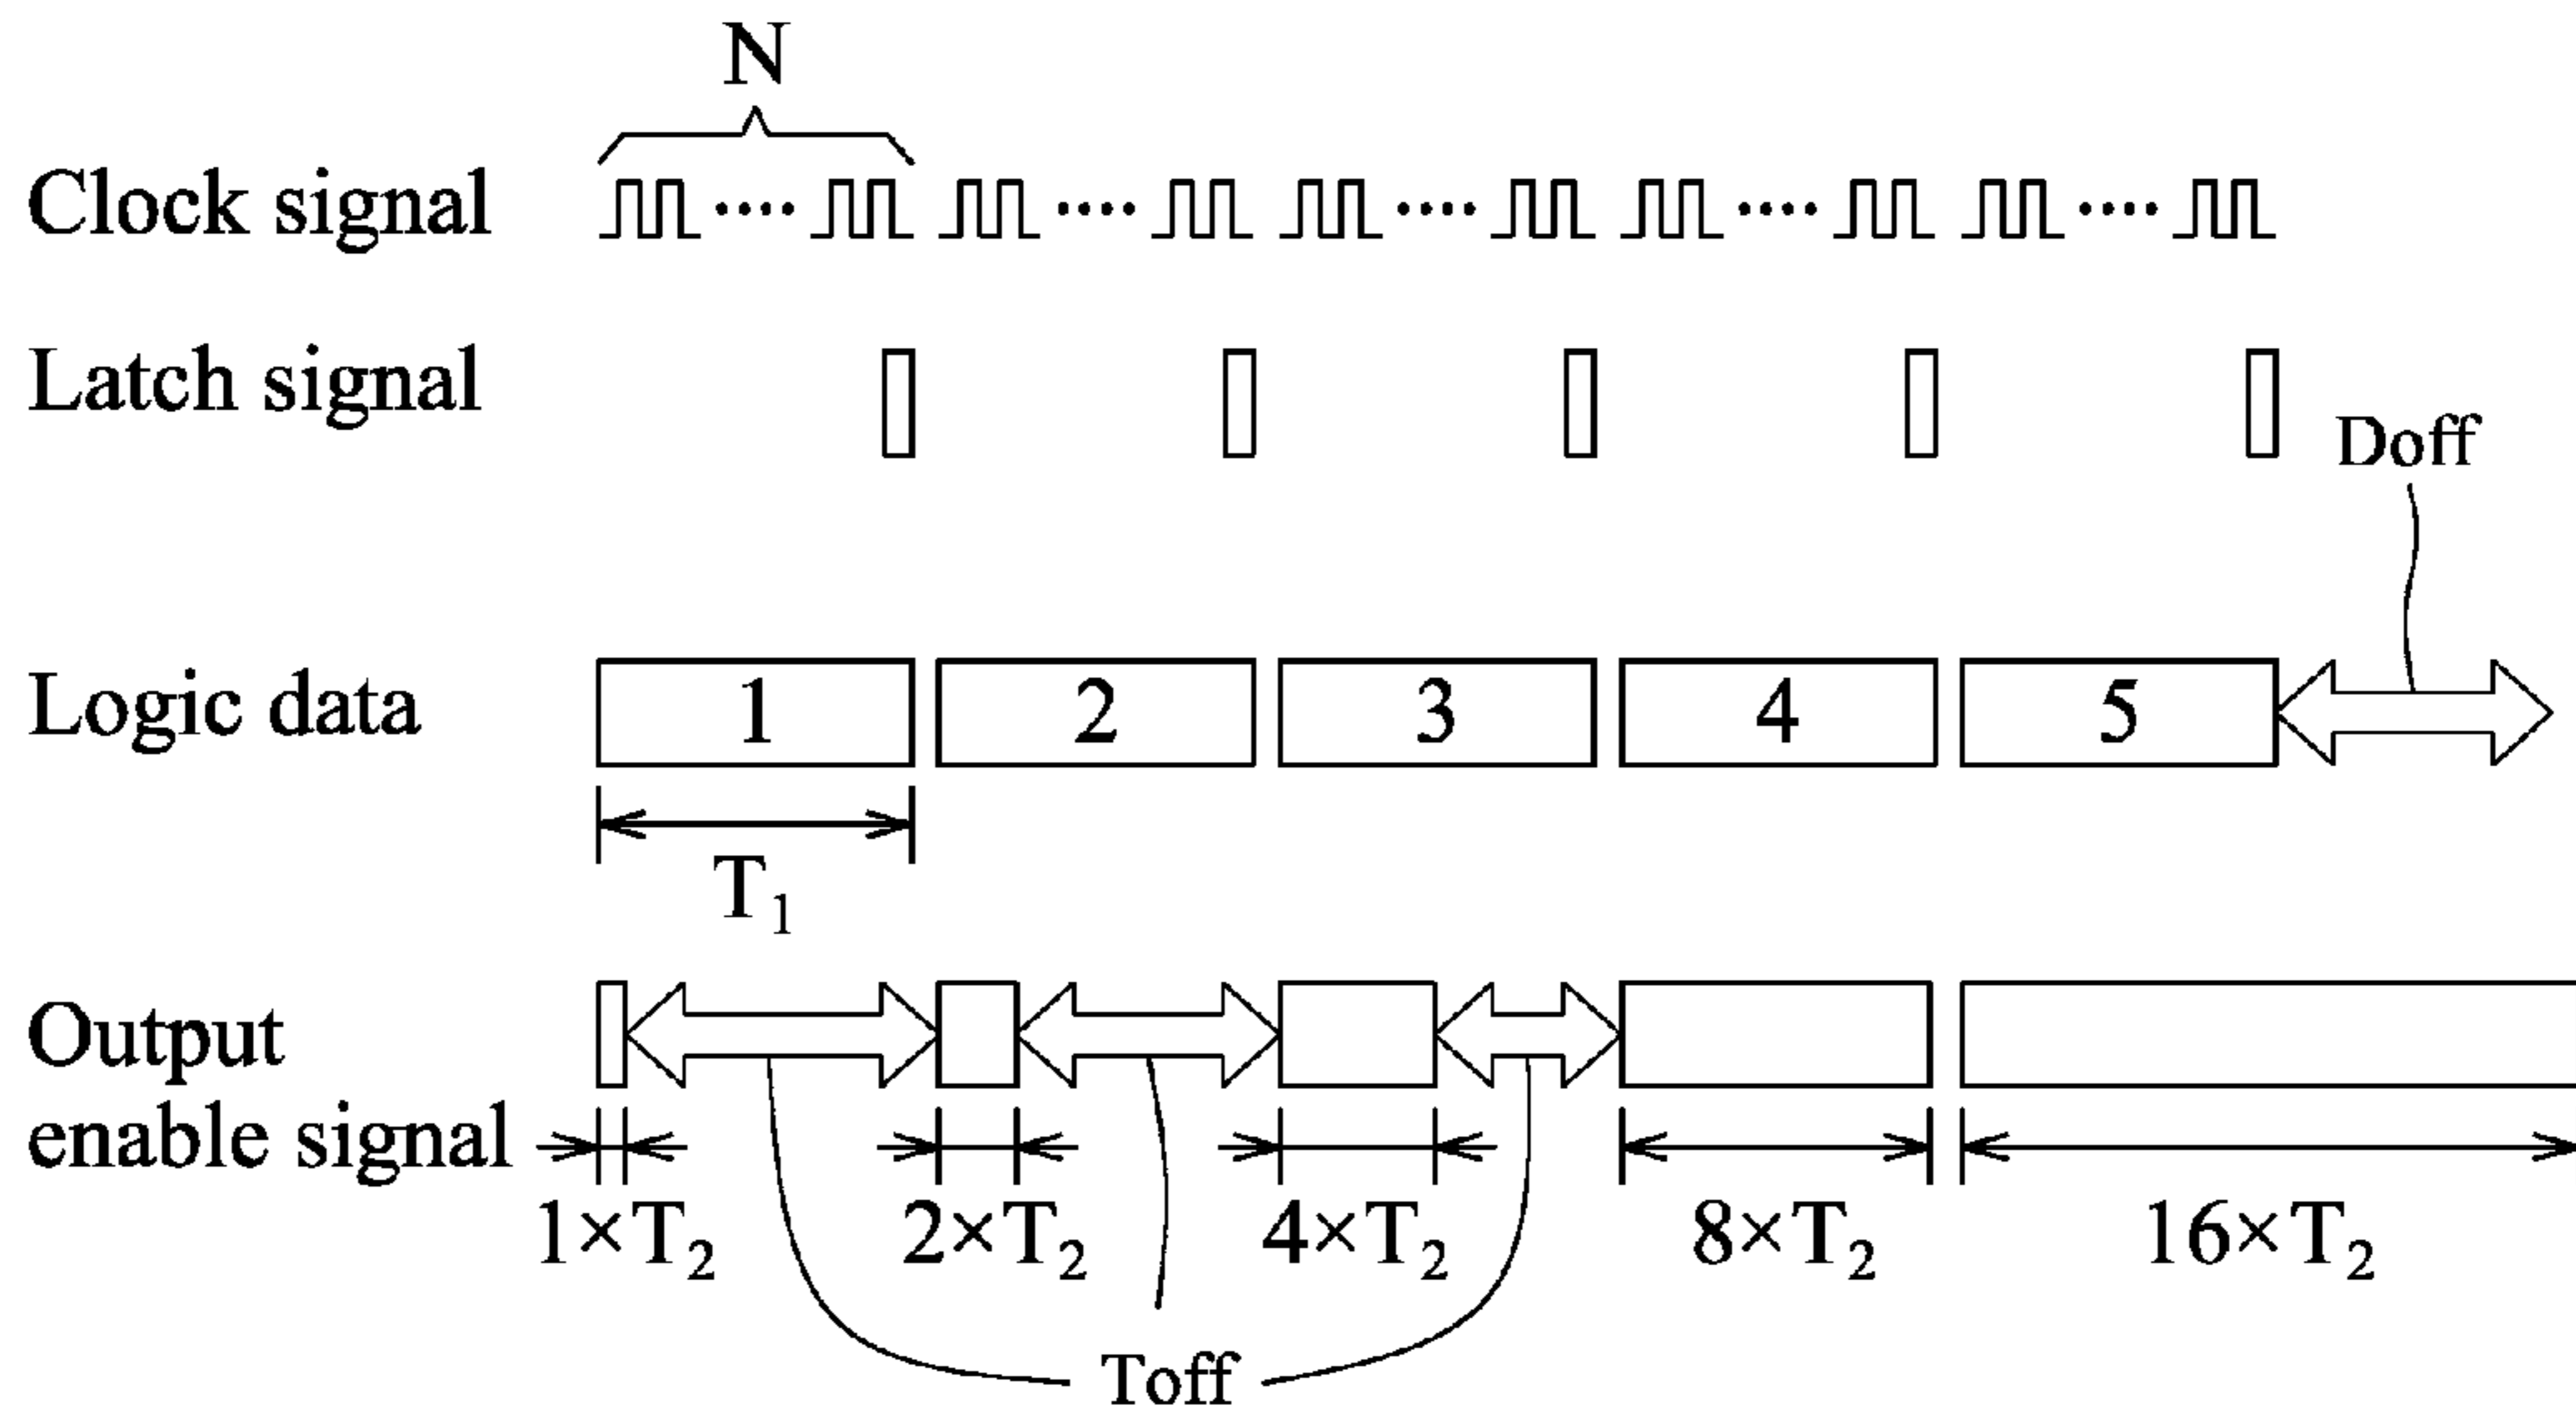 N
Clock signal
Latch signal
Doff
Logic data
1 2 3 4 5
T₁
Output
enable signal
1×T₂ 2×T₂ 4×T₂ 8×T₂ 16×T₂
Toff